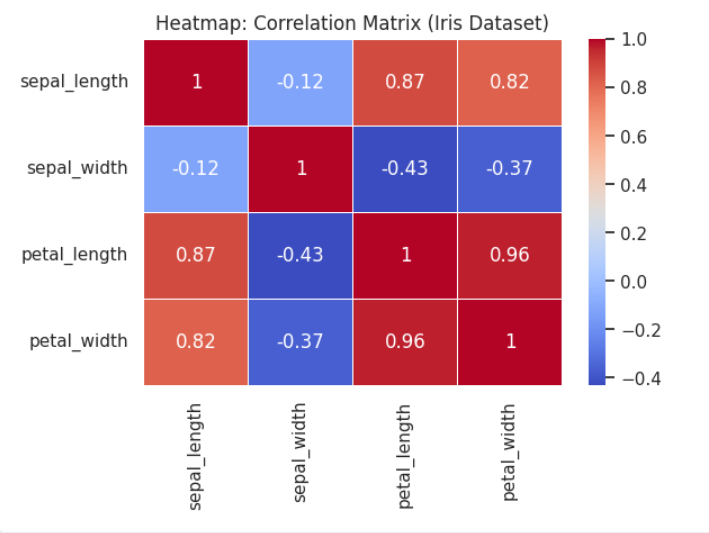 Heatmap: Correlation Matrix (Iris Dataset)
sepal_length 1 -0.12 0.87 0.82
sepal_width -0.12 1 -0.43 -0.37
petal_length 0.87 -0.43 1 0.96
petal_width 0.82 -0.37 0.96 1
sepal_length sepal_width petal_length petal_width
1.0
0.8
0.6
0.4
0.2
0.0
−0.2
−0.4